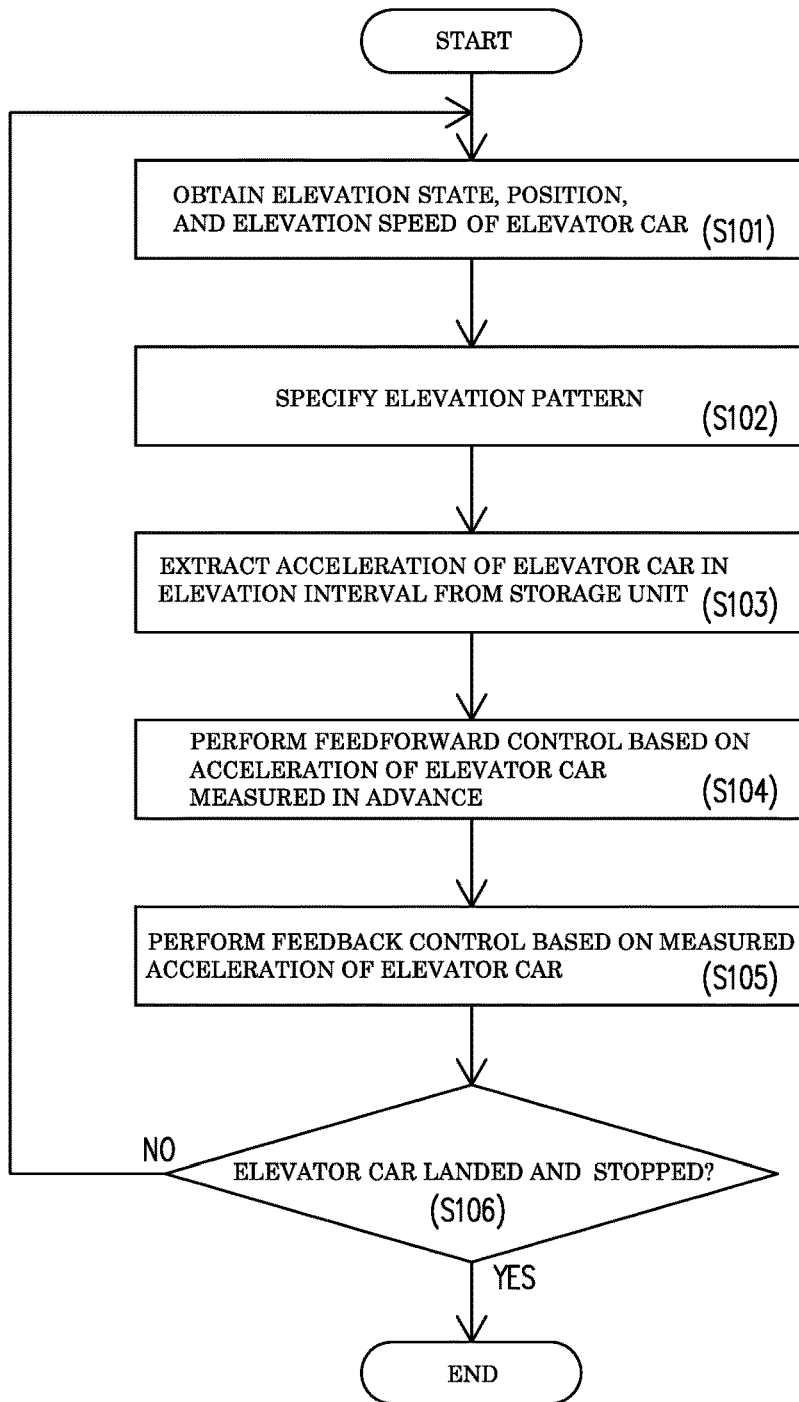 START
OBTAIN ELEVATION STATE, POSITION,
AND ELEVATION SPEED OF ELEVATOR CAR (S101)
SPECIFY ELEVATION PATTERN
(S102)
EXTRACT ACCELERATION OF ELEVATOR CAR IN
ELEVATION INTERVAL FROM STORAGE UNIT (S103)
PERFORM FEEDFORWARD CONTROL BASED ON
ACCELERATION OF ELEVATOR CAR
MEASURED IN ADVANCE (S104)
PERFORM FEEDBACK CONTROL BASED ON MEASURED
ACCELERATION OF ELEVATOR CAR (S105)
NO
ELEVATOR CAR LANDED AND STOPPED?
(S106)
YES
END